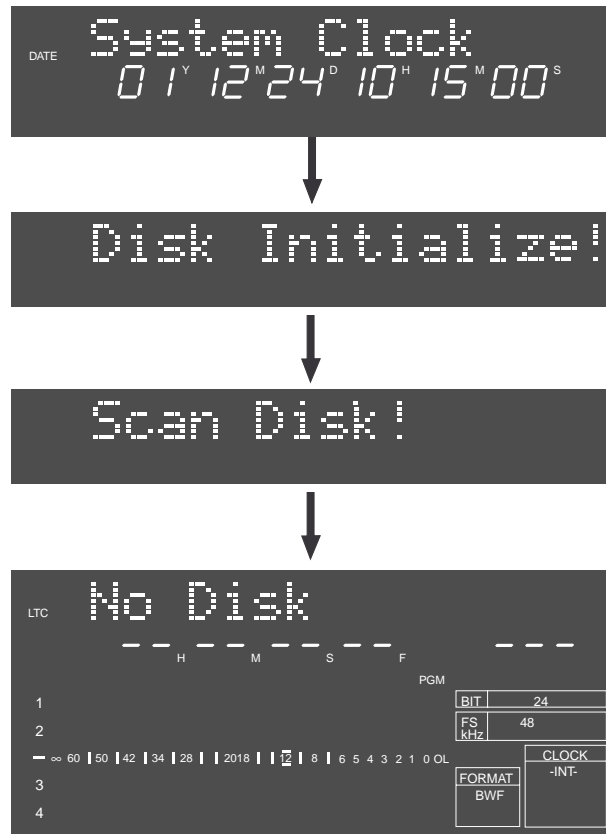 System Clock
DATE
01 Y 12 M 24 D 10 H 15 M 00 S
Disk Initialize!
Scan Disk!
No Disk
LTC
-- H -- M -- S -- F ---
PGM
1
BIT 24
2
FS kHz 48
— ∞ 60 50 42 34 28 20 18 12 8 6 5 4 3 2 1 0 OL
CLOCK
-INT-
3
FORMAT
BWF
4